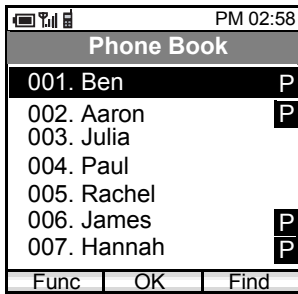 PM 02:58
Phone Book
001. Ben P
002. Aaron P
003. Julia
004. Paul
005. Rachel
006. James P
007. Hannah P
Func OK Find